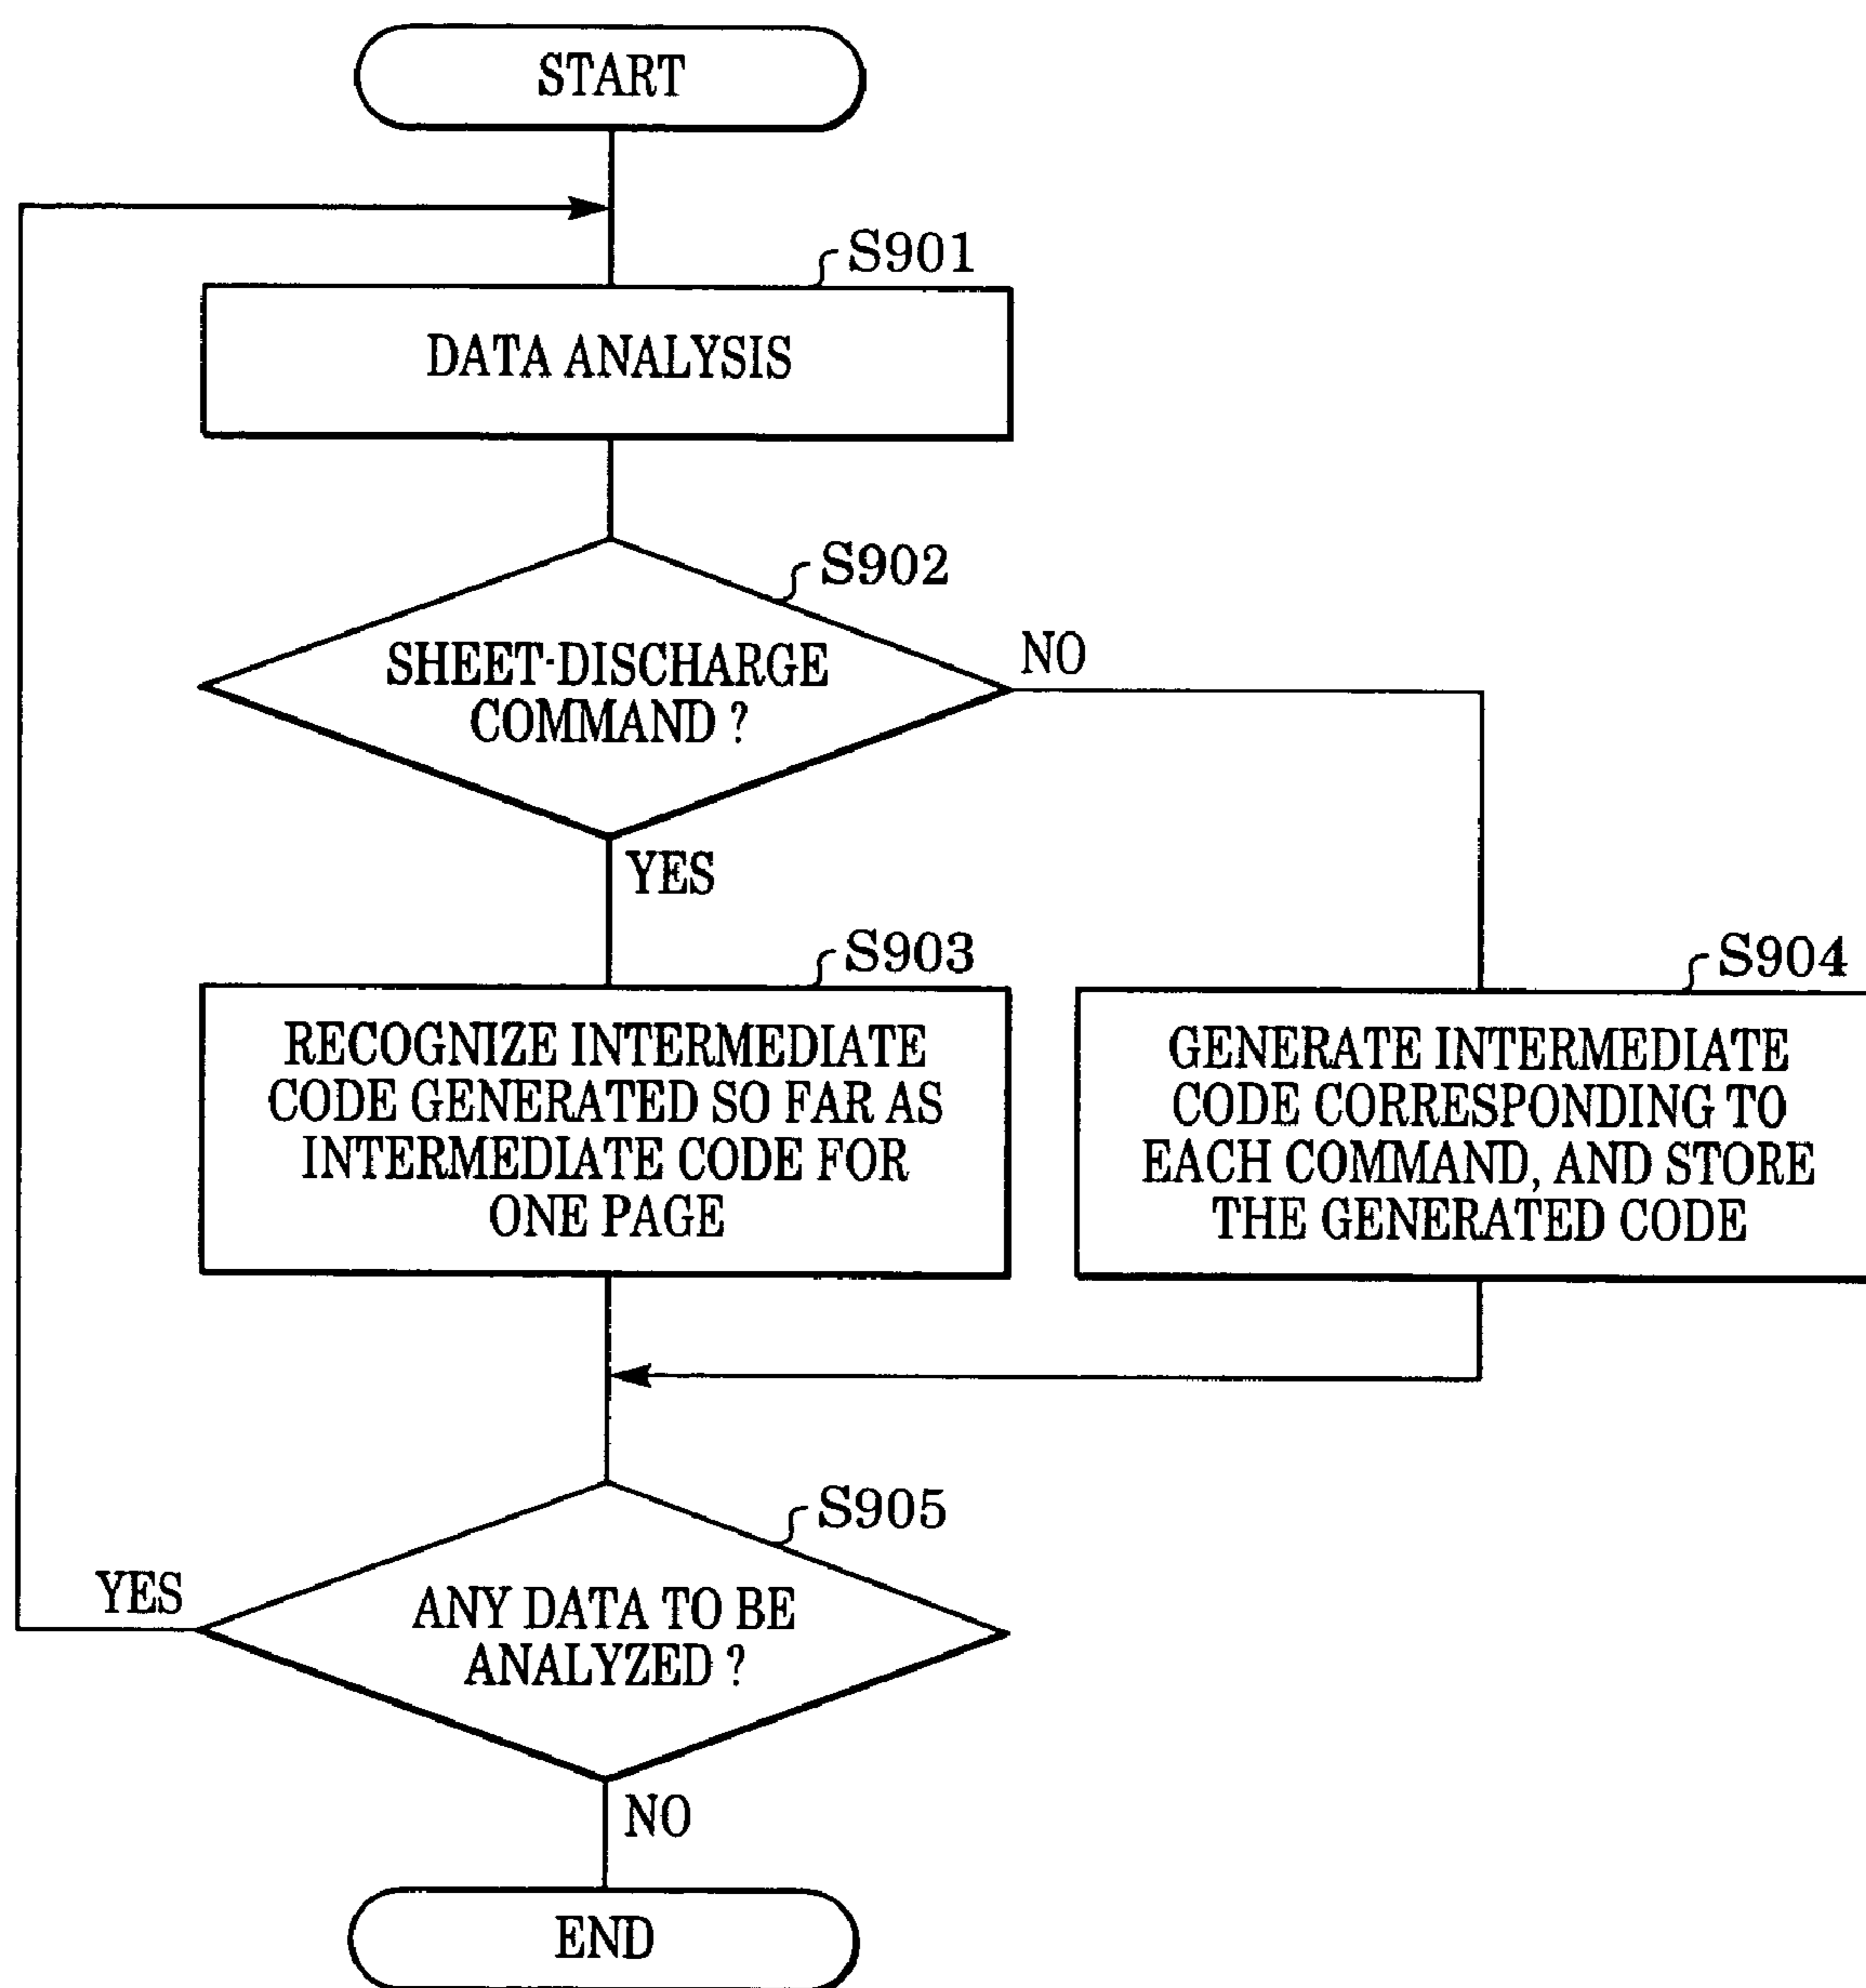 START
S901
DATA ANALYSIS
S902
SHEET-DISCHARGE
COMMAND ?
NO
YES
S903
RECOGNIZE INTERMEDIATE
CODE GENERATED SO FAR AS
INTERMEDIATE CODE FOR
ONE PAGE
S904
GENERATE INTERMEDIATE
CODE CORRESPONDING TO
EACH COMMAND, AND STORE
THE GENERATED CODE
S905
ANY DATA TO BE
ANALYZED ?
YES
NO
END